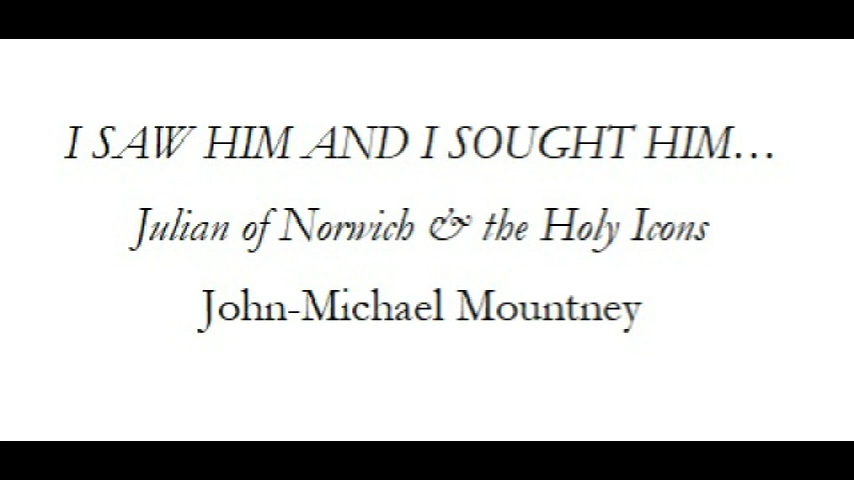 I SAW HIM AND I SOUGHT HIM...
Julian of Norwich & the Holy Icons
John-Michael Mountney